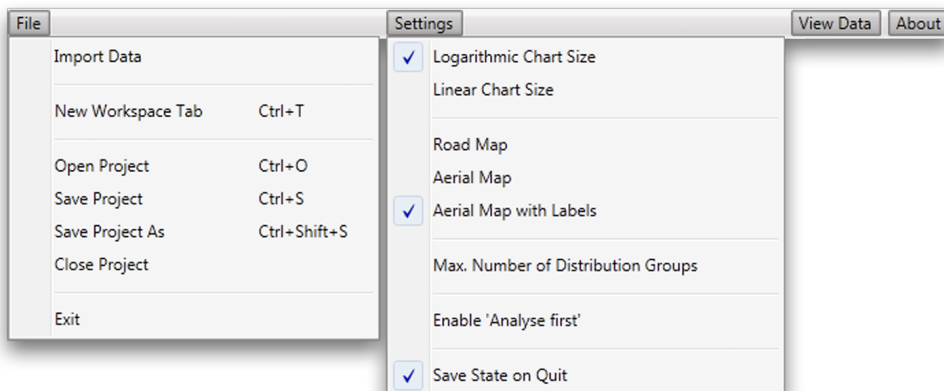 File Settings View Data About
Import Data
New Workspace Tab Ctrl+T
Open Project Ctrl+O
Save Project Ctrl+S
Save Project As Ctrl+Shift+S
Close Project
Exit
Logarithmic Chart Size
Linear Chart Size
Road Map
Aerial Map
Aerial Map with Labels
Max. Number of Distribution Groups
Enable 'Analyse first'
Save State on Quit